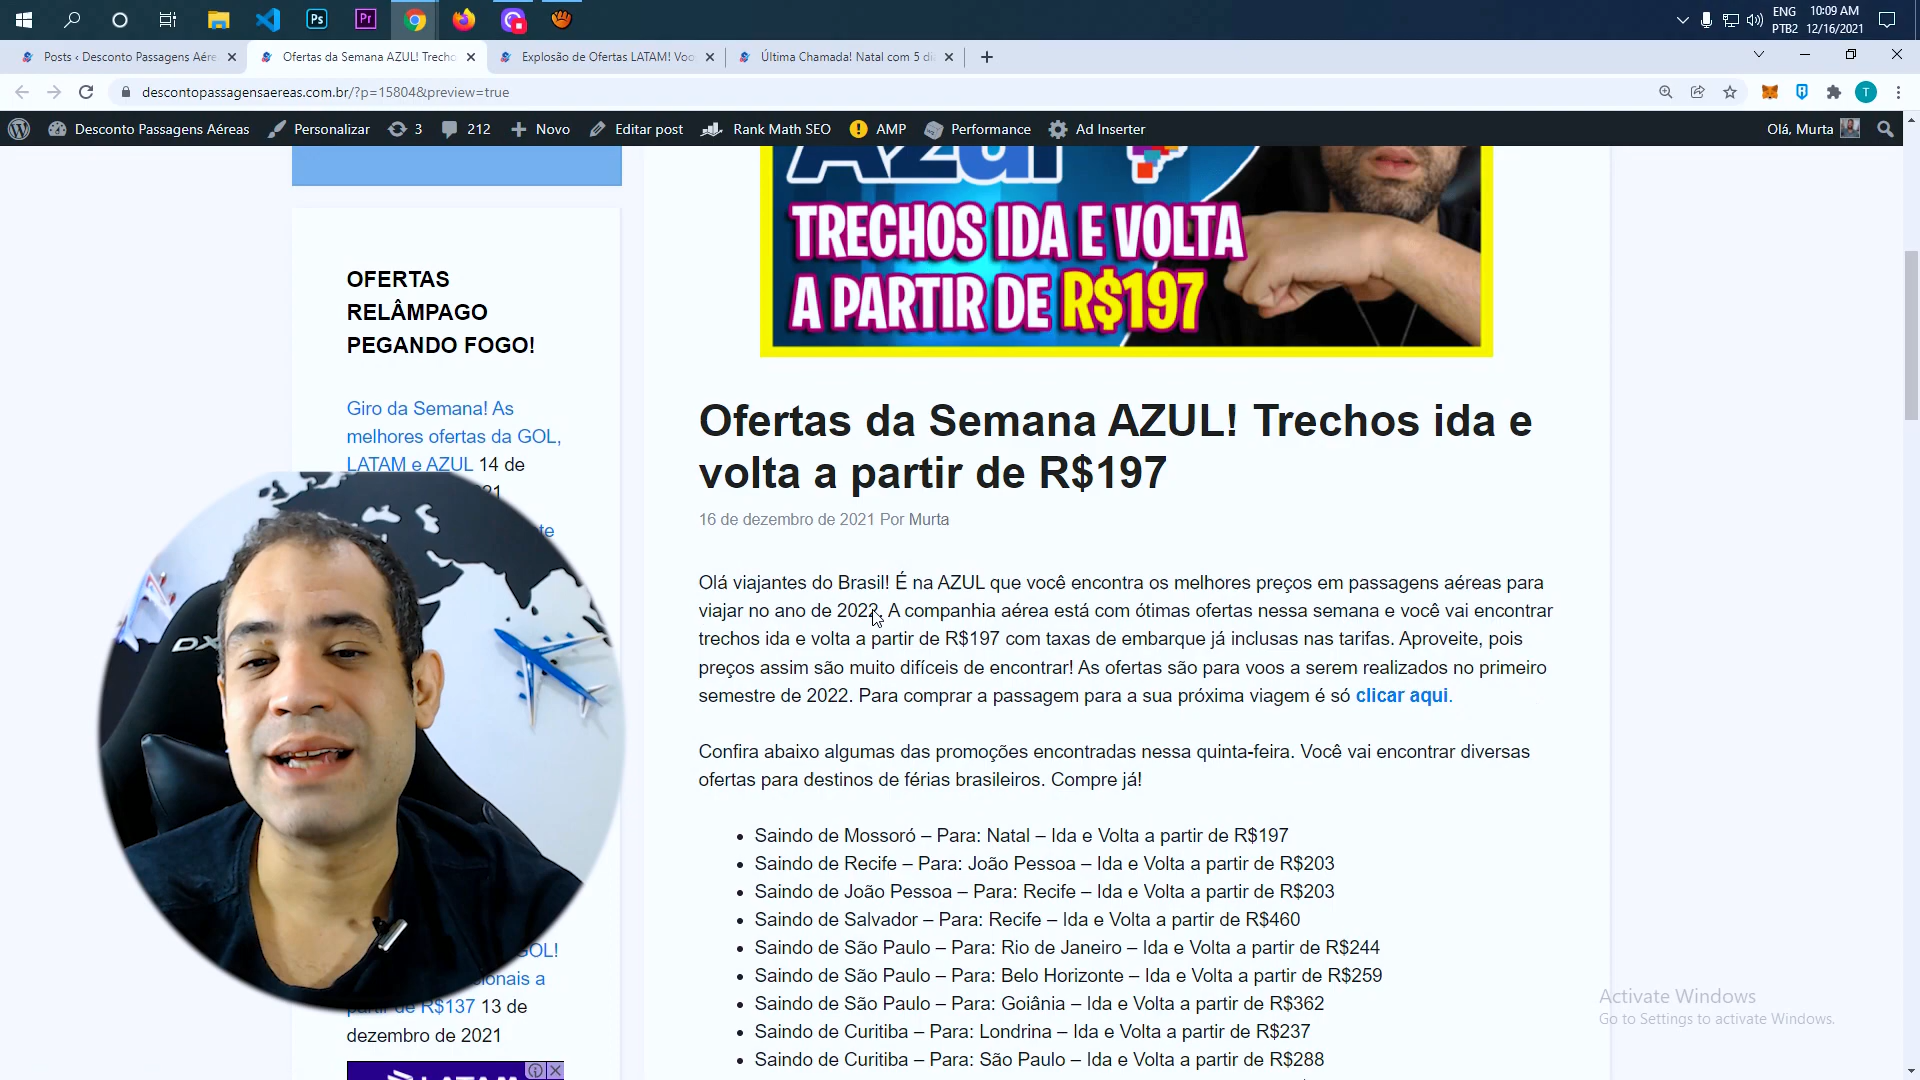 Ps
Pr
ENG
PTB2
10:09 AM
12/16/2021
Posts ‹ Desconto Passagens Aére
Ofertas da Semana AZUL! Trecho
Explosão de Ofertas LATAM! Voo
Última Chamada! Natal com 5 di
descontopassagensaereas.com.br/?p=15804&preview=true
T
Desconto Passagens Aéreas
Personalizar
3
212
Novo
Editar post
Rank Math SEO
AMP
Performance
Ad Inserter
Olá, Murta
Azul
TRECHOS IDA E VOLTA
A PARTIR DE R$197
OFERTAS
RELÂMPAGO
PEGANDO FOGO!
Giro da Semana! As
melhores ofertas da GOL,
LATAM e AZUL 14 de
GOL!
partir de R$137 13 de
dezembro de 2021
LATAM
DX
Ofertas da Semana AZUL! Trechos ida e
volta a partir de R$197
16 de dezembro de 2021 Por Murta
Olá viajantes do Brasil! É na AZUL que você encontra os melhores preços em passagens aéreas para
viajar no ano de 2022. A companhia aérea está com ótimas ofertas nessa semana e você vai encontrar
trechos ida e volta a partir de R$197 com taxas de embarque já inclusas nas tarifas. Aproveite, pois
preços assim são muito difíceis de encontrar! As ofertas são para voos a serem realizados no primeiro
semestre de 2022. Para comprar a passagem para a sua próxima viagem é só clicar aqui.
Confira abaixo algumas das promoções encontradas nessa quinta-feira. Você vai encontrar diversas
ofertas para destinos de férias brasileiros. Compre já!
• Saindo de Mossoró – Para: Natal – Ida e Volta a partir de R$197
• Saindo de Recife – Para: João Pessoa – Ida e Volta a partir de R$203
• Saindo de João Pessoa – Para: Recife – Ida e Volta a partir de R$203
• Saindo de Salvador – Para: Recife – Ida e Volta a partir de R$460
• Saindo de São Paulo – Para: Rio de Janeiro – Ida e Volta a partir de R$244
• Saindo de São Paulo – Para: Belo Horizonte – Ida e Volta a partir de R$259
• Saindo de São Paulo – Para: Goiânia – Ida e Volta a partir de R$362
• Saindo de Curitiba – Para: Londrina – Ida e Volta a partir de R$237
• Saindo de Curitiba – Para: São Paulo – Ida e Volta a partir de R$288
Activate Windows
Go to Settings to activate Windows.